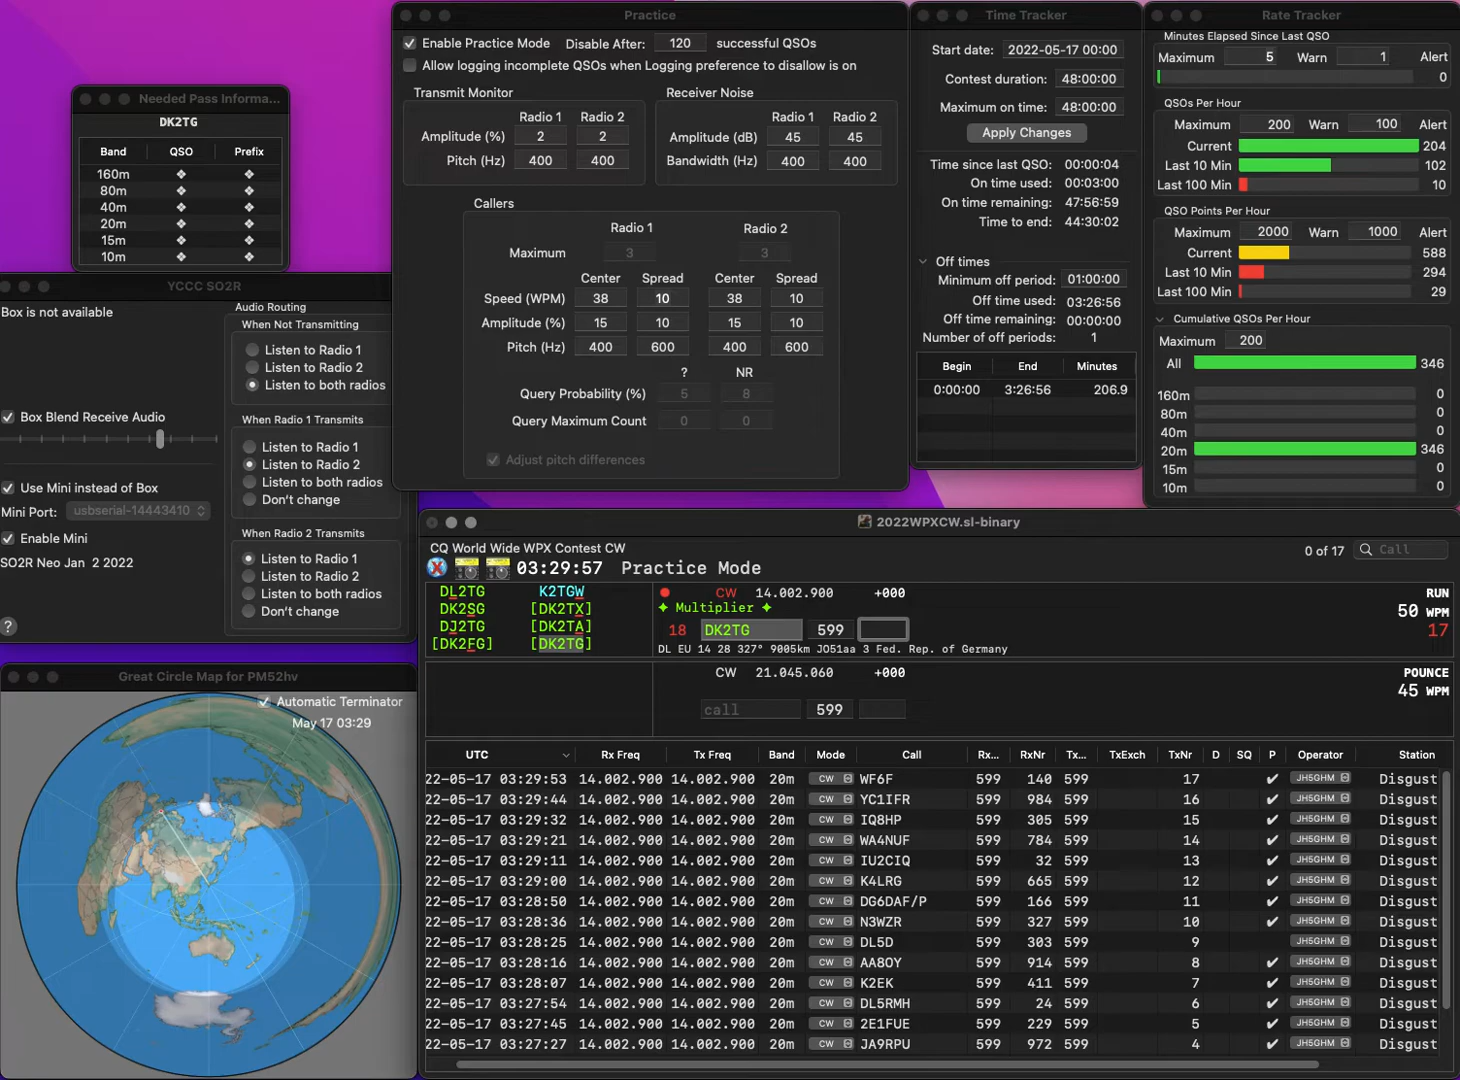 Needed Pass Informa...
DK2TG
Band QSO Prefix
160m ❖ ❖
80m ❖ ❖
40m ❖ ❖
20m ❖ ❖
15m ❖ ❖
10m ❖ ❖
YCCC SO2R
Box is not available
Box Blend Receive Audio
Use Mini instead of Box
Mini Port: usbserial-14443410
Enable Mini
SO2R Neo Jan 2 2022
?
Audio Routing
When Not Transmitting
Listen to Radio 1
Listen to Radio 2
Listen to both radios
When Radio 1 Transmits
Listen to Radio 1
Listen to Radio 2
Listen to both radios
Don't change
When Radio 2 Transmits
Listen to Radio 1
Listen to Radio 2
Listen to both radios
Don't change
Great Circle Map for PM52hv
Automatic Terminator
May 17 03:29
Practice
Enable Practice Mode Disable After: 120 successful QSOs
Allow logging incomplete QSOs when Logging preference to disallow is on
Transmit Monitor
Radio 1 Radio 2
Amplitude (%) 2 2
Pitch (Hz) 400 400
Receiver Noise
Radio 1 Radio 2
Amplitude (dB) 45 45
Bandwidth (Hz) 400 400
Callers
Radio 1 Radio 2
Maximum 3 3
Center Spread Center Spread
Speed (WPM) 38 10 38 10
Amplitude (%) 15 10 15 10
Pitch (Hz) 400 600 400 600
? NR
Query Probability (%) 5 8
Query Maximum Count 0 0
Adjust pitch differences
Time Tracker
Start date: 2022-05-17 00:00
Contest duration: 48:00:00
Maximum on time: 48:00:00
Apply Changes
Time since last QSO: 00:00:04
On time used: 00:03:00
On time remaining: 47:56:59
Time to end: 44:30:02
Off times
Minimum off period: 01:00:00
Off time used: 03:26:56
Off time remaining: 00:00:00
Number of off periods: 1
Begin End Minutes
0:00:00 3:26:56 206.9
Rate Tracker
Minutes Elapsed Since Last QSO
Maximum 5 Warn 1 Alert
0
QSOs Per Hour
Maximum 200 Warn 100 Alert
Current 204
Last 10 Min 102
Last 100 Min 10
QSO Points Per Hour
Maximum 2000 Warn 1000 Alert
Current 588
Last 10 Min 294
Last 100 Min 29
Cumulative QSOs Per Hour
Maximum 200
All 346
160m 0
80m 0
40m 0
20m 346
15m 0
10m 0
2022WPXCW.sl-binary
CQ World Wide WPX Contest CW
0 of 17 Call
03:29:57 Practice Mode
DL2TG K2TGW
DK2SG [DK2TX]
DJ2TG [DK2TA]
[DK2FG] [DK2TG]
CW 14.002.900 +000 RUN
✦ Multiplier ✦ 50 WPM
18 DK2TG 599 17
DL EU 14 28 327° 9005km JO51aa 3 Fed. Rep. of Germany
CW 21.045.060 +000 POUNCE
45 WPM
call 599
UTC Rx Freq Tx Freq Band Mode Call Rx... RxNr Tx... TxExch TxNr D SQ P Operator Station
22-05-17 03:29:53 14.002.900 14.002.900 20m CW WF6F 599 140 599 17 ✔ JH5GHM Disgust
22-05-17 03:29:44 14.002.900 14.002.900 20m CW YC1IFR 599 984 599 16 ✔ JH5GHM Disgust
22-05-17 03:29:32 14.002.900 14.002.900 20m CW IQ8HP 599 305 599 15 ✔ JH5GHM Disgust
22-05-17 03:29:21 14.002.900 14.002.900 20m CW WA4NUF 599 784 599 14 ✔ JH5GHM Disgust
22-05-17 03:29:11 14.002.900 14.002.900 20m CW IU2CIQ 599 32 599 13 ✔ JH5GHM Disgust
22-05-17 03:29:00 14.002.900 14.002.900 20m CW K4LRG 599 665 599 12 ✔ JH5GHM Disgust
22-05-17 03:28:50 14.002.900 14.002.900 20m CW DG6DAF/P 599 166 599 11 ✔ JH5GHM Disgust
22-05-17 03:28:36 14.002.900 14.002.900 20m CW N3WZR 599 327 599 10 ✔ JH5GHM Disgust
22-05-17 03:28:25 14.002.900 14.002.900 20m CW DL5D 599 303 599 9 JH5GHM Disgust
22-05-17 03:28:16 14.002.900 14.002.900 20m CW AA8OY 599 914 599 8 ✔ JH5GHM Disgust
22-05-17 03:28:07 14.002.900 14.002.900 20m CW K2EK 599 411 599 7 ✔ JH5GHM Disgust
22-05-17 03:27:54 14.002.900 14.002.900 20m CW DL5RMH 599 24 599 6 ✔ JH5GHM Disgust
22-05-17 03:27:45 14.002.900 14.002.900 20m CW 2E1FUE 599 229 599 5 ✔ JH5GHM Disgust
22-05-17 03:27:27 14.002.900 14.002.900 20m CW JA9RPU 599 972 599 4 ✔ JH5GHM Disgust